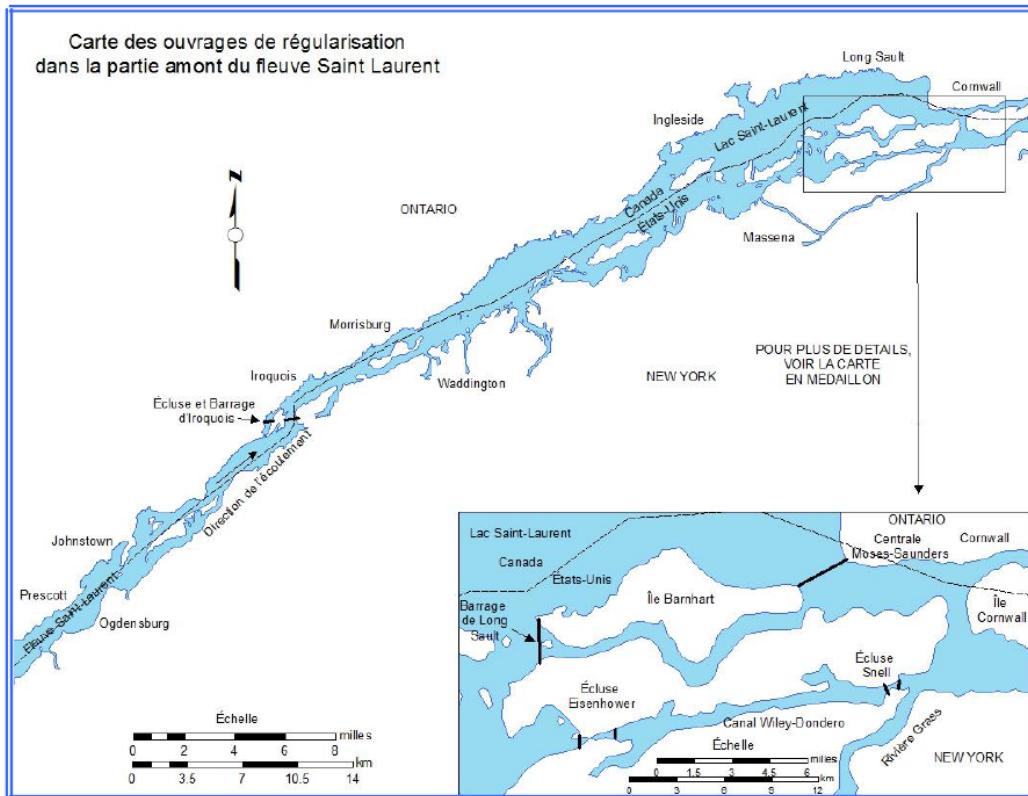 Carte des ouvrages de régularisation
dans la partie amont du fleuve Saint Laurent
Long Sault
Cornwall
Ingleside
Lac Saint-Laurent
N
ONTARIO
Canada
États-Unis
Massena
Morrisburg
POUR PLUS DE DETAILS,
VOIR LA CARTE
EN MEDAILLON
Waddington
NEW YORK
Iroquois
Écluse et Barrage
d'Iroquois
Direction de l'écoulement
Johnstown
Prescott
Fleuve Saint-Laurent
Ogdensburg
Échelle
milles
0 2 4 6 8
km
0 3.5 7 10.5 14
Lac Saint-Laurent
ONTARIO
Centrale
Moses-Saunders
Cornwall
Canada
États-Unis
Île Barnhart
Île
Cornwall
Barrage
de Long
Sault
Écluse
Snell
Écluse
Eisenhower
Canal Wiley-Dondero
Rivière Grass
NEW YORK
Échelle
milles
0 1.5 3 4.5 6
km
0 3 6 9 12